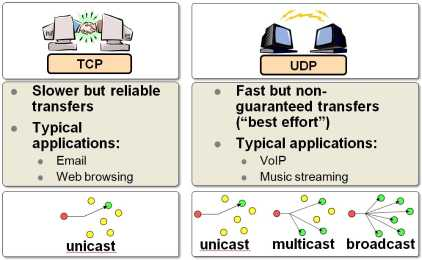 TCP
Slower but reliable
transfers
Typical
applications:
Email
Web browsing
unicast
UDP
Fast but non-
guaranteed transfers
(“best effort”)
Typical applications:
VoIP
Music streaming
unicast
multicast
broadcast